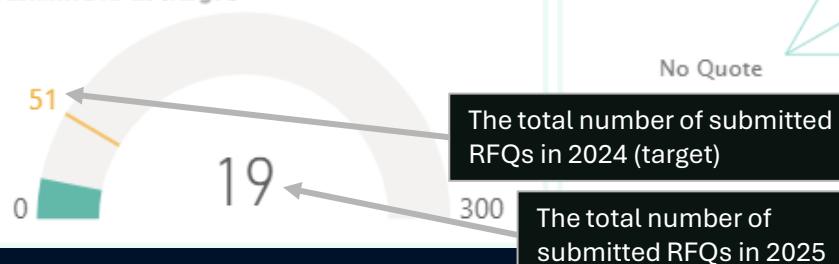 51
No Quote
The total number of submitted
RFQs in 2024 (target)
19
0
300
The total number of
submitted RFQs in 2025